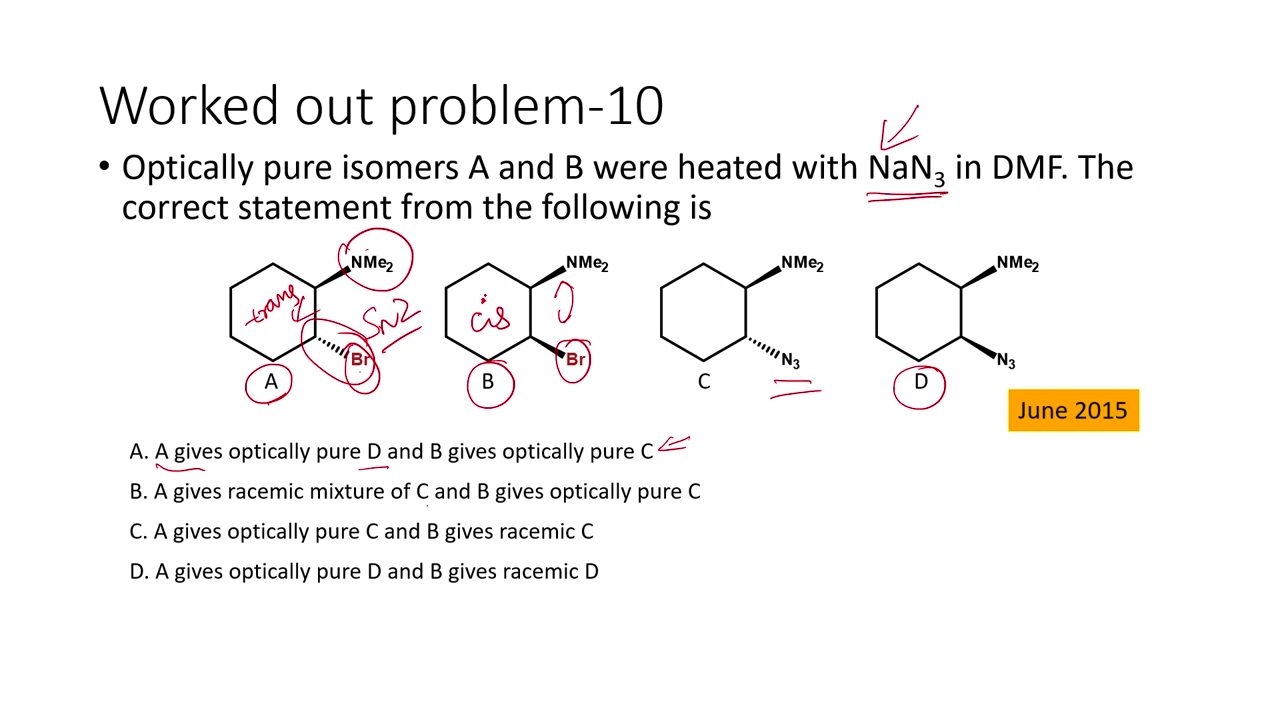 Worked out problem-10
• Optically pure isomers A and B were heated with NaN₃ in DMF. The
correct statement from the following is
NMe₂ NMe₂ NMe₂ NMe₂
trans cis SN2
Br Br N₃ N₃
A B C D
June 2015
A. A gives optically pure D and B gives optically pure C
B. A gives racemic mixture of C and B gives optically pure C
C. A gives optically pure C and B gives racemic C
D. A gives optically pure D and B gives racemic D